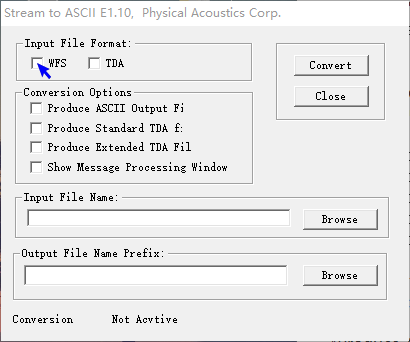 Stream to ASCII E1.10, Physical Acoustics Corp.
Input File Format:
WFS TDA
Convert
Close
Conversion Options
Produce ASCII Output Fi
Produce Standard TDA f:
Produce Extended TDA Fil
Show Message Processing Window
Input File Name:
Browse
Output File Name Prefix:
Browse
Conversion Not Acvtive